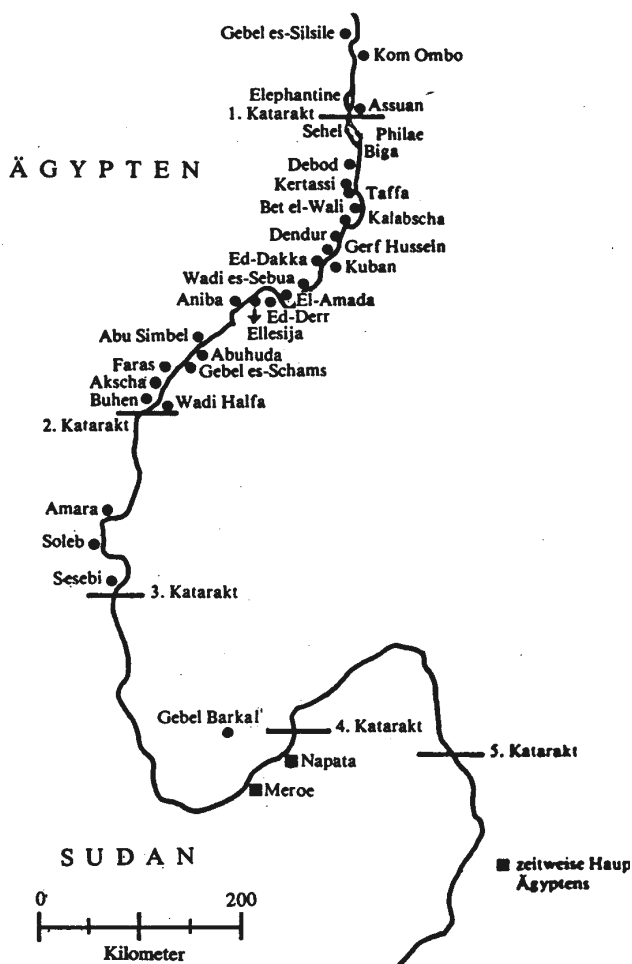 Gebel es-Silsile
Kom Ombo
Elephantine
Assuan
1. Katarakt
Sehel
Philae
Biga
ÄGYPTEN
Debod
Kertassi
Taffa
Bet el-Wali
Kalabscha
Dendur
Gerf Hussein
Ed-Dakka
Kuban
Wadi es-Sebua
Aniba
El-Amada
Ed-Derr
Ellesija
Abu Simbel
Abuhuda
Faras
Gebel es-Schams
Akscha
Buhen
Wadi Halfa
2. Katarakt
Amara
Soleb
Sesebi
3. Katarakt
Gebel Barkal
4. Katarakt
5. Katarakt
Napata
Meroe
SUDAN
zeitweise Haup
Ägyptens
0 200
Kilometer